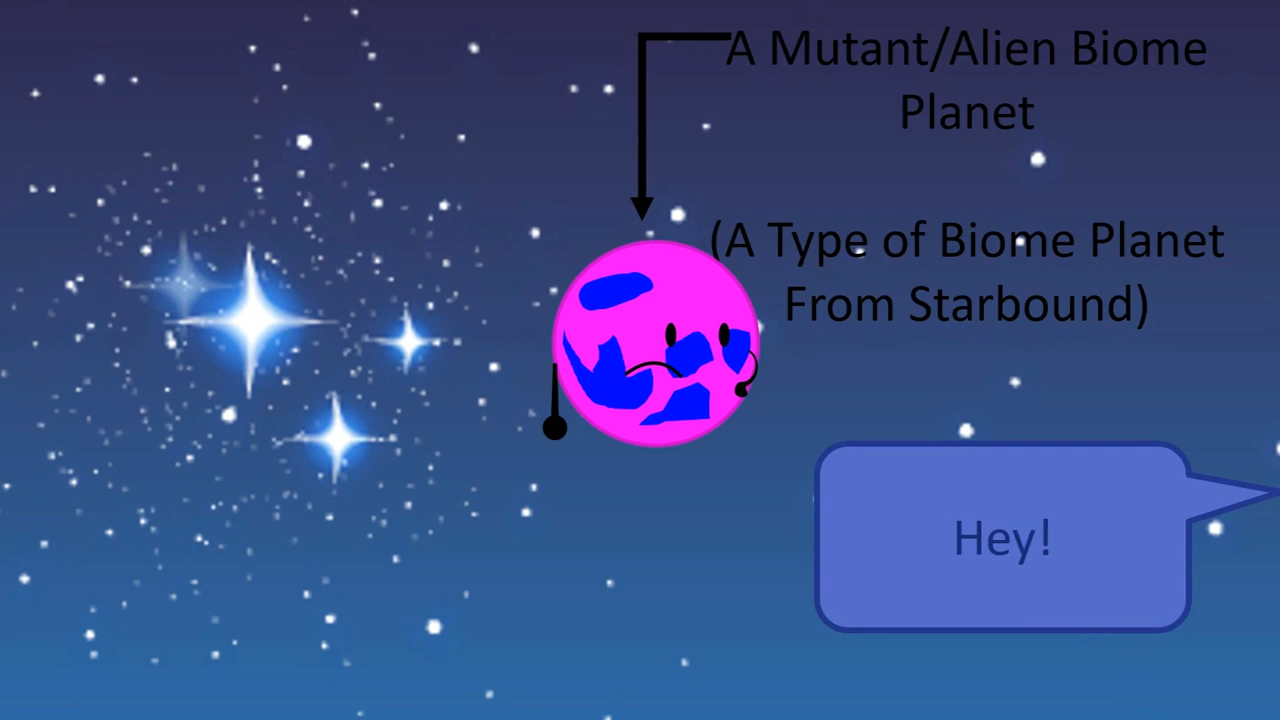 A Mutant/Alien Biome
Planet
(A Type of Biome Planet
From Starbound)
Hey!